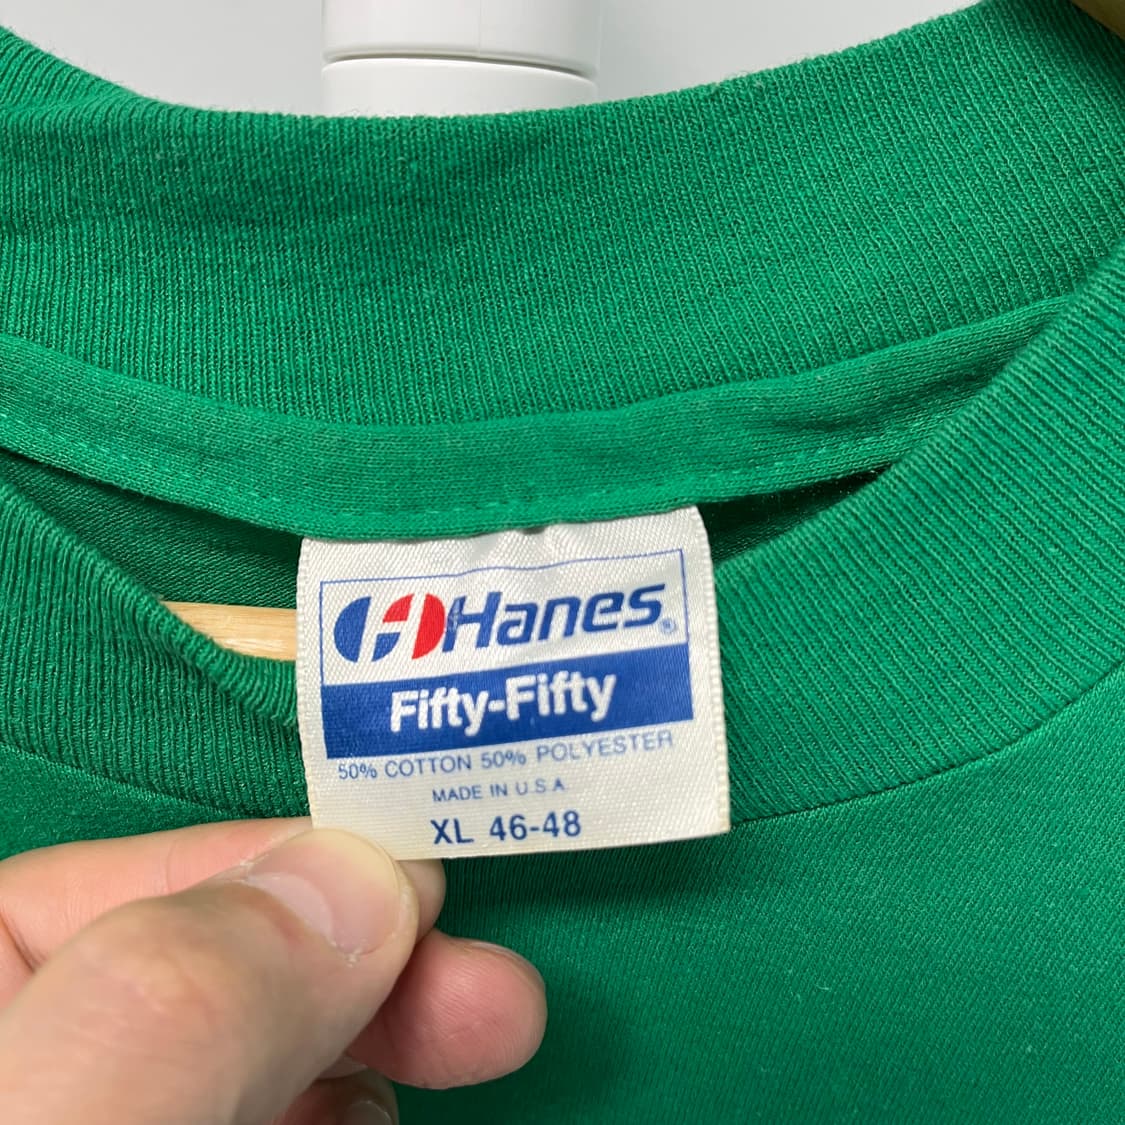 Hanes®
Fifty-Fifty
50% COTTON 50% POLYESTER
MADE IN U.S.A
XL 46-48